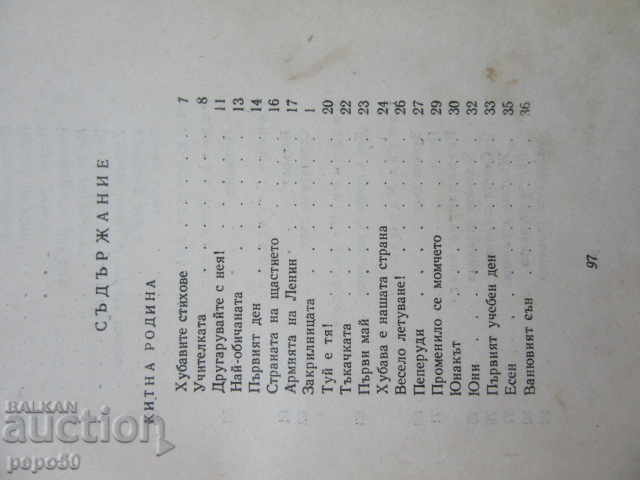 СЪДЪРЖАНИЕ
КИТНА РОДИНА
Хубавите стихове . . . . . . . 7
Учителката . . . . . . . . 8
Другарувайте с нея! . . . . . . 11
Най-обичаната . . . . . . . 13
Първият ден . . . . . . . . 14
Страната на щастието . . . . . 16
Армията на Ленин . . . . . . 17
Закрилницата . . . . . . . 1
Туй е тя! . . . . . . . . 20
Тъкачката . . . . . . . . 22
Първи май . . . . . . . . 23
Хубава е нашата страна . . . . 24
Весело летуване! . . . . . . 26
Пеперуди . . . . . . . . 27
Променило се момчето . . . . . 29
Юнакът . . . . . . . . 30
Юни . . . . . . . . . 32
Първият учебен ден . . . . . . 33
Есен . . . . . . . . . 35
Ванювият сън . . . . . . . 36
97
BALKAN
auction
pepo50